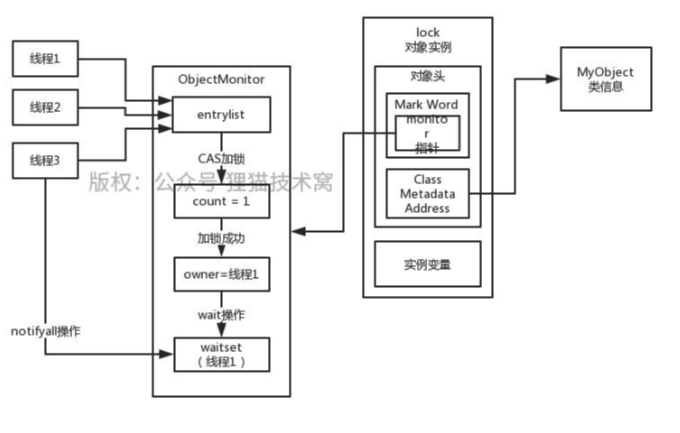 线程1
线程2
线程3
notifyall操作
ObjectMonitor
entrylist
CAS加锁
版权：公众号 狸猫技术窝
count = 1
加锁成功
owner=线程1
wait操作
waitset
（线程1）
lock
对象实例
对象头
Mark Word
monito
r
指针
Class
Metadata
Address
实例变量
MyObject
类信息